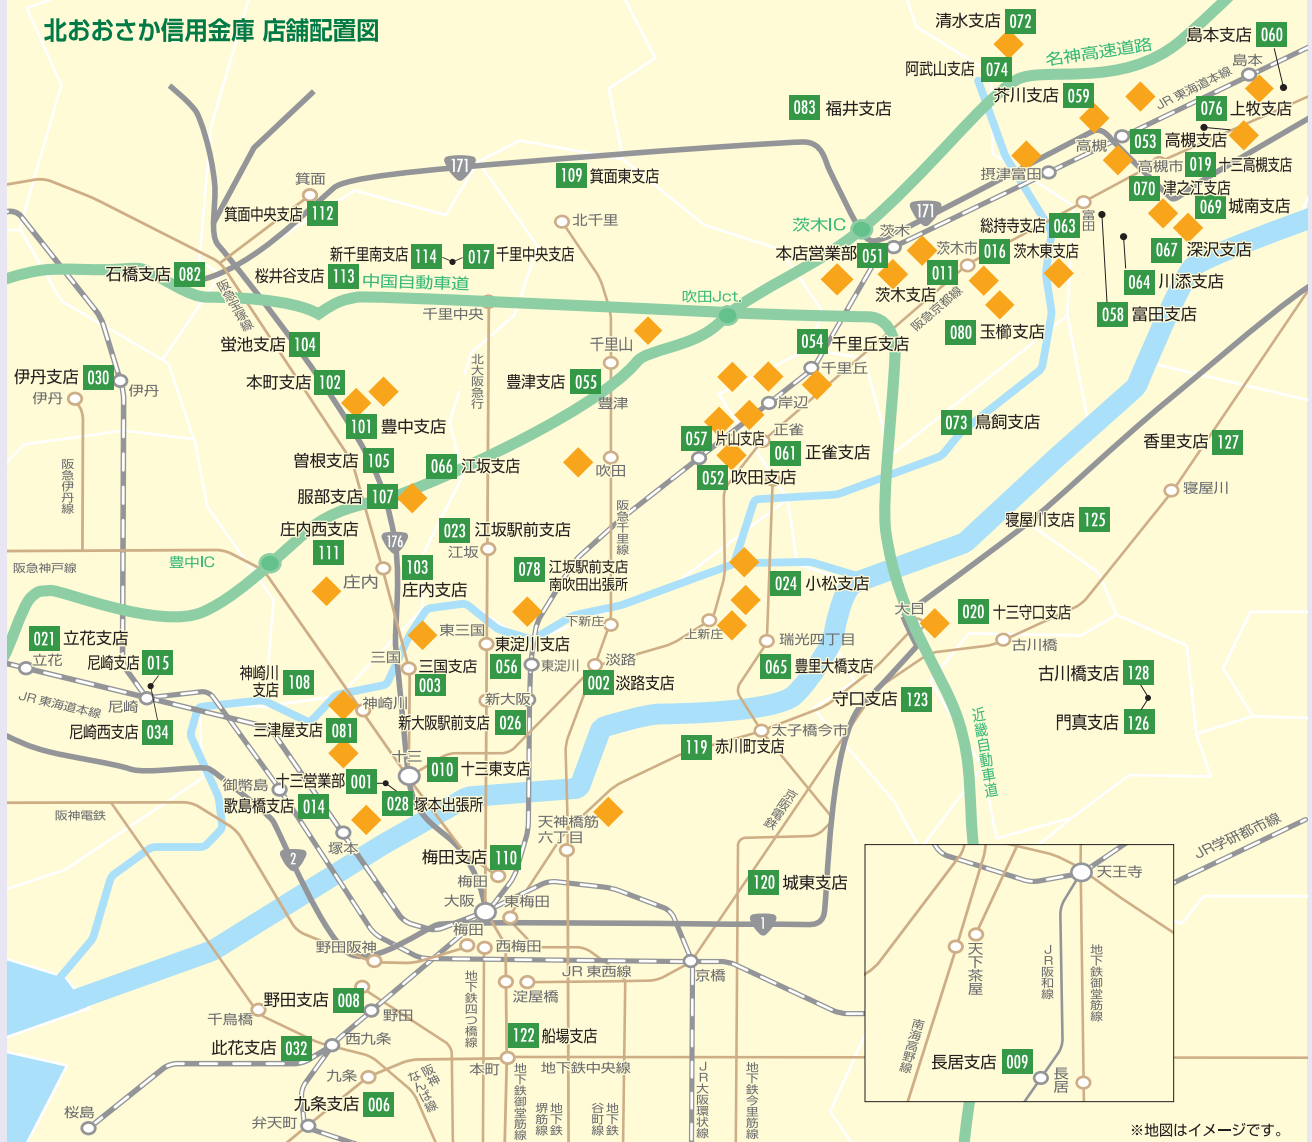 北おおさか信用金庫 店舗配置図
清水支店 072
島本支店 060
阿武山支店 074
名神高速道路
島本
JR 東海道本線
芥川支店 059
076 上牧支店
083 福井支店
高槻
053 高槻支店
171
109 箕面東支店
摂津富田
高槻市
019 十三高槻支店
箕面
070 津之江支店
箕面中央支店 112
北千里
茨木IC
171
茨木
総持寺支店 063
富田
069 城南支店
新千里南支店 114
017 千里中央支店
本店営業部 051
茨木市
016 茨木東支店
067 深沢支店
石橋支店 082
桜井谷支店 113
中国自動車道
茨木支店 011
064 川添支店
阪急宝塚線
吹田Jct.
阪急京都線
058 富田支店
千里中央
080 玉櫛支店
蛍池支店 104
千里山
054 千里丘支店
伊丹支店 030
伊丹
伊丹
本町支店 102
北大阪急行
豊津支店 055
豊津
千里丘
岸辺
101 豊中支店
正雀
073 鳥飼支店
057 片山支店
香里支店 127
曽根支店 105
066 江坂支店
061 正雀支店
阪急伊丹線
吹田
052 吹田支店
服部支店 107
寝屋川
阪急千里線
庄内西支店
111
023 江坂駅前支店
寝屋川支店 125
176
江坂
豊中IC
阪急神戸線
103
庄内支店
078 江坂駅前支店
南吹田出張所
庄内
024 小松支店
大日
020 十三守口支店
021 立花支店
下新庄
上新庄
東三国
東淀川支店
瑞光四丁目
古川橋
立花
尼崎支店 015
三国
三国支店
003
056
東淀川
淡路
065 豊里大橋支店
神崎川
支店
108
002 淡路支店
古川橋支店 128
JR 東海道本線
尼崎
神崎川
新大阪
守口支店 123
尼崎西支店 034
三津屋支店 081
新大阪駅前支店 026
太子橋今市
門真支店 126
近畿自動車道
十三
119 赤川町支店
御幣島
十三営業部 001
010 十三東支店
歌島橋支店 014
028 塚本出張所
阪神電鉄
天神橋筋
六丁目
京阪電鉄
塚本
JR学研都市線
2
梅田支店 110
梅田
120 城東支店
天王寺
大阪
東梅田
梅田
1
野田阪神
西梅田
JR 東西線
京橋
天下茶屋
JR阪和線
地下鉄御堂筋線
地下鉄四つ橋線
淀屋橋
野田支店 008
千鳥橋
野田
南海高野線
此花支店 032
西九条
122 船場支店
長居支店 009
本町
地下鉄中央線
長居
九条
阪神
なんば線
九条支店 006
地下鉄御堂筋線
地下鉄
堺筋線
地下鉄
谷町線
JR大阪環状線
地下鉄今里筋線
桜島
弁天町
※地図はイメージです。